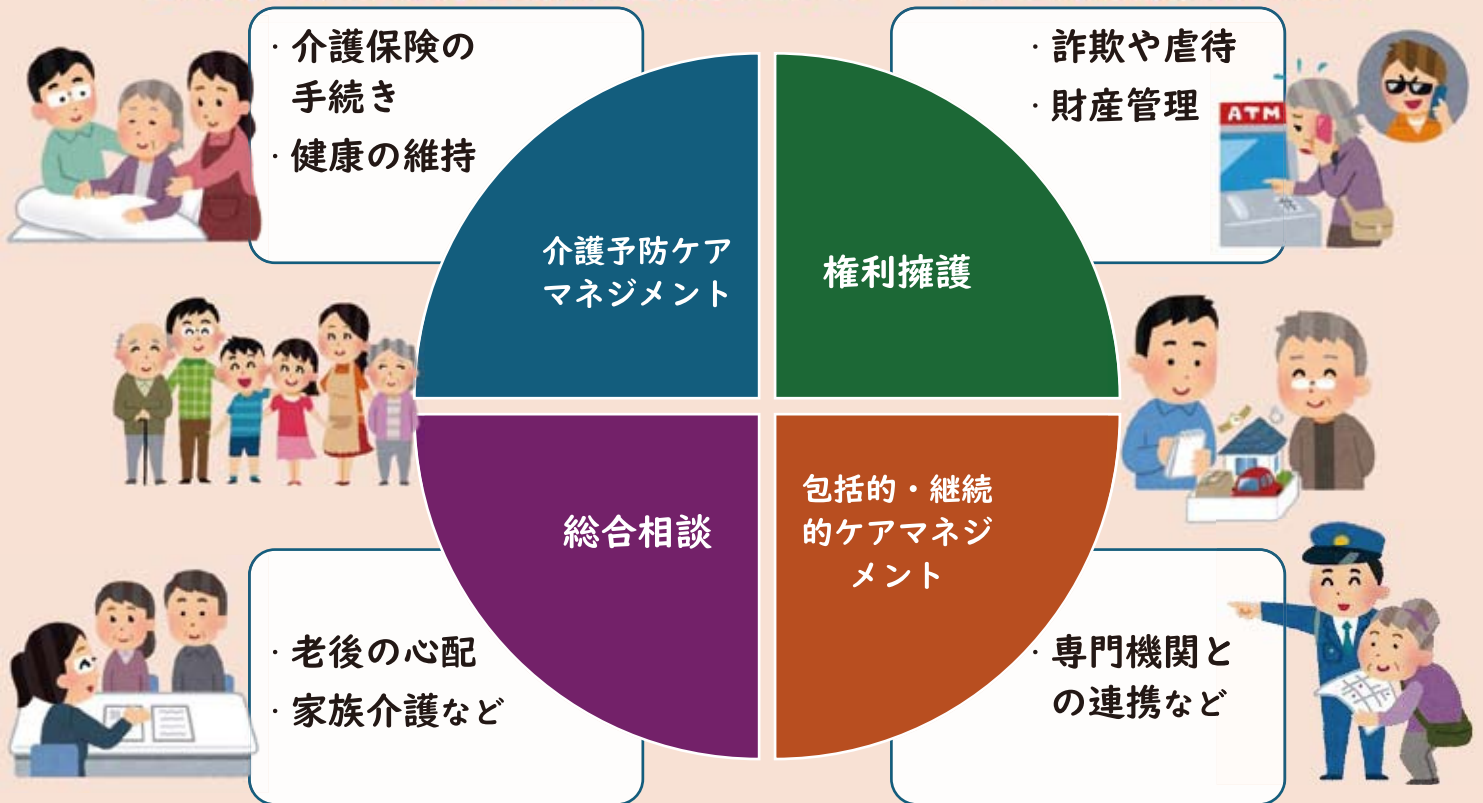 ・介護保険の
手続き
・健康の維持
介護予防ケア
マネジメント
・詐欺や虐待
・財産管理
ATM
権利擁護
総合相談
・老後の心配
・家族介護など
包括的・継続
的ケアマネジ
メント
・専門機関と
の連携など